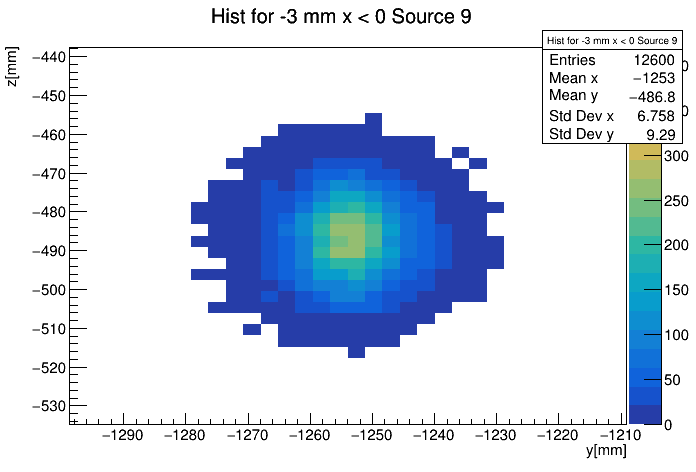 Hist for -3 mm x < 0 Source 9
z[mm]
−440
−450
−460
−470
−480
−490
−500
−510
−520
−530
−1290
−1280
−1270
−1260
−1250
−1240
−1230
−1220
−1210
y[mm]
Hist for -3 mm x < 0 Source 9
Entries 12600
Mean x −1253
Mean y −486.8
Std Dev x 6.758
Std Dev y 9.29
300
250
200
150
100
50
0